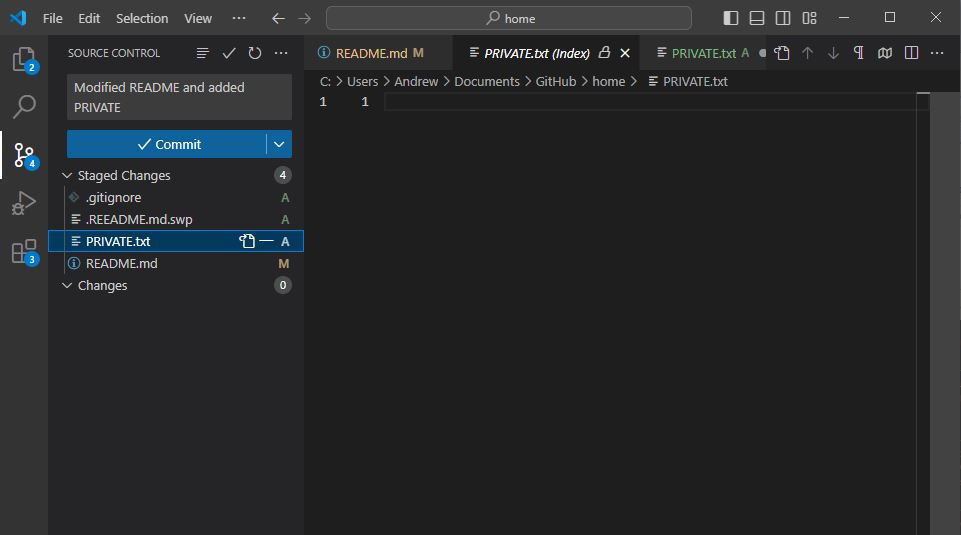 File Edit Selection View ··· home
SOURCE CONTROL
README.md M PRIVATE.txt (Index) PRIVATE.txt A
C: > Users > Andrew > Documents > GitHub > home > PRIVATE.txt
Modified README and added
PRIVATE
1 1
Commit
Staged Changes 4
.gitignore A
.REEADME.md.swp A
PRIVATE.txt A
README.md M
Changes 0
2
4
3